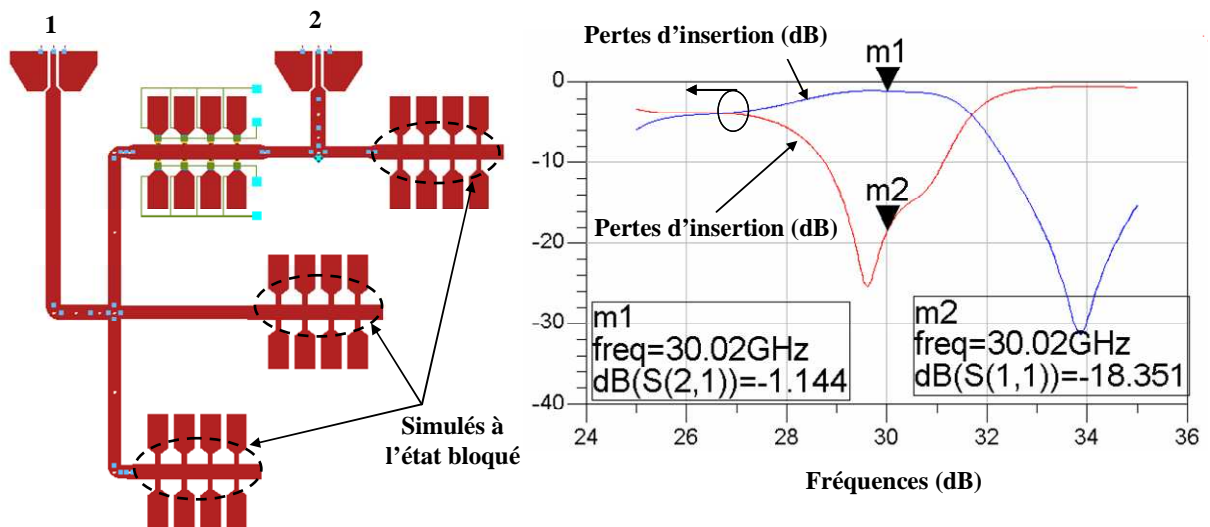 1
2
Simulés à
l’état bloqué
Pertes d’insertion (dB)
m1
0
-10
m2
Pertes d’insertion (dB)
-20
-30
m1
freq=30.02GHz
dB(S(2,1))=-1.144
m2
freq=30.02GHz
dB(S(1,1))=-18.351
-40
24 26 28 30 32 34 36
Fréquences (dB)